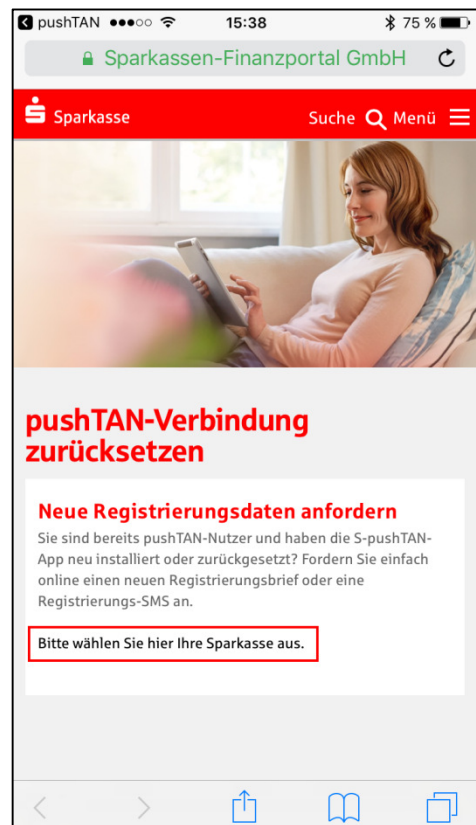 pushTAN 15:38 75 %
Sparkassen-Finanzportal GmbH
Sparkasse Suche Menü
pushTAN-Verbindung
zurücksetzen
Neue Registrierungsdaten anfordern
Sie sind bereits pushTAN-Nutzer und haben die S-pushTAN-
App neu installiert oder zurückgesetzt? Fordern Sie einfach
online einen neuen Registrierungsbrief oder eine
Registrierungs-SMS an.
Bitte wählen Sie hier Ihre Sparkasse aus.